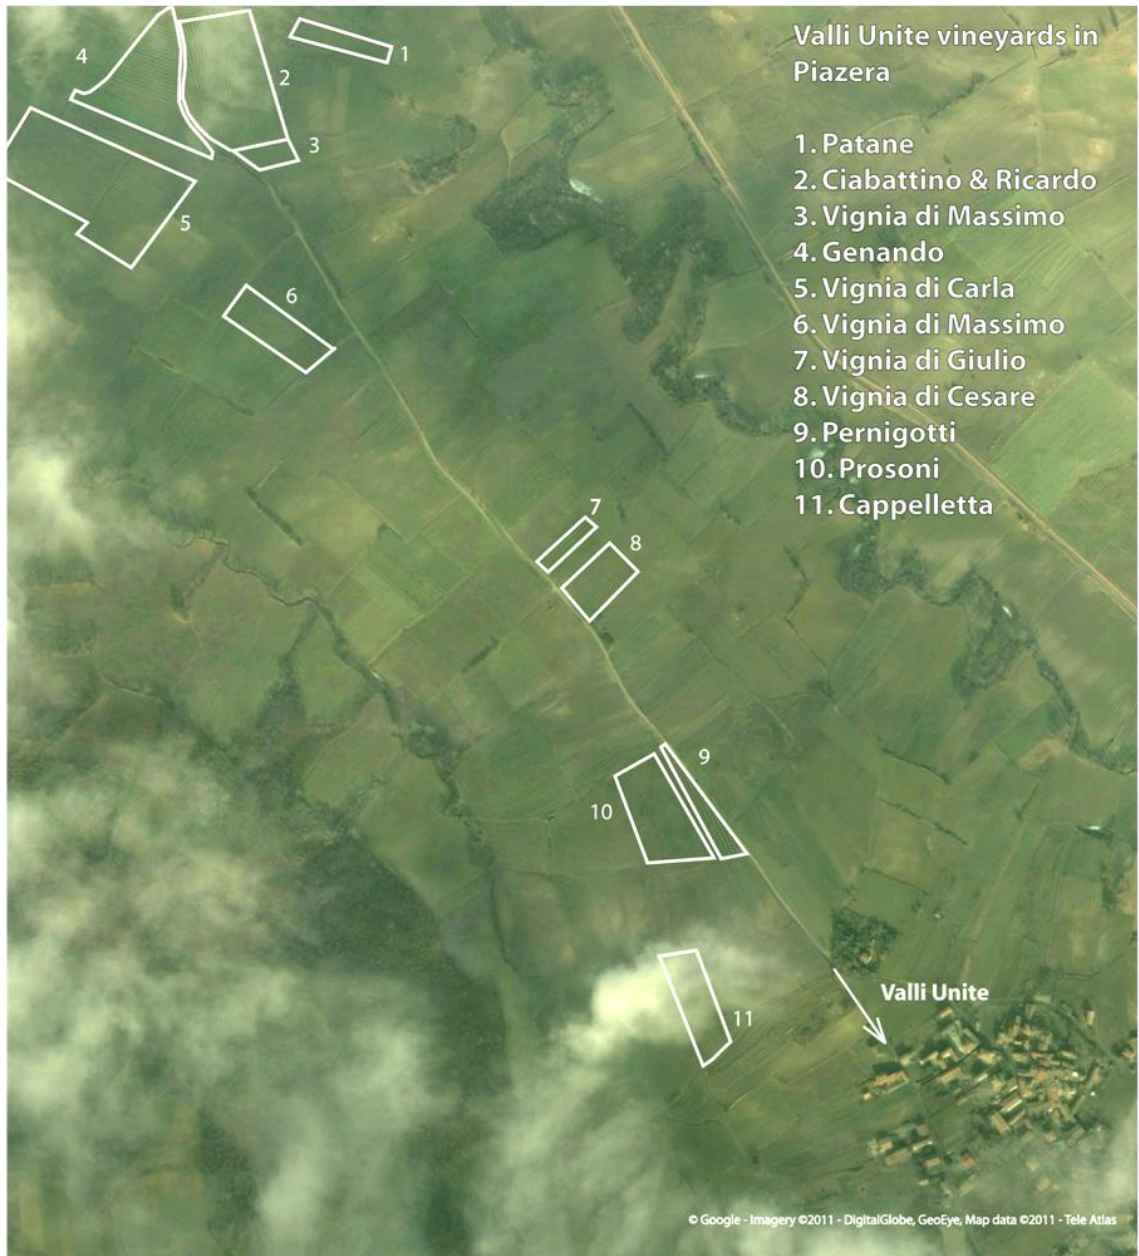 Valli Unite vineyards in
Piazera
1. Patane
2. Ciabattino & Ricardo
3. Vignia di Massimo
4. Genando
5. Vignia di Carla
6. Vignia di Massimo
7. Vignia di Giulio
8. Vignia di Cesare
9. Pernigotti
10. Prosoni
11. Cappelletta
4
2
1
3
5
6
7
8
9
10
11
Valli Unite
© Google - Imagery ©2011 - DigitalGlobe, GeoEye, Map data ©2011 - Tele Atlas